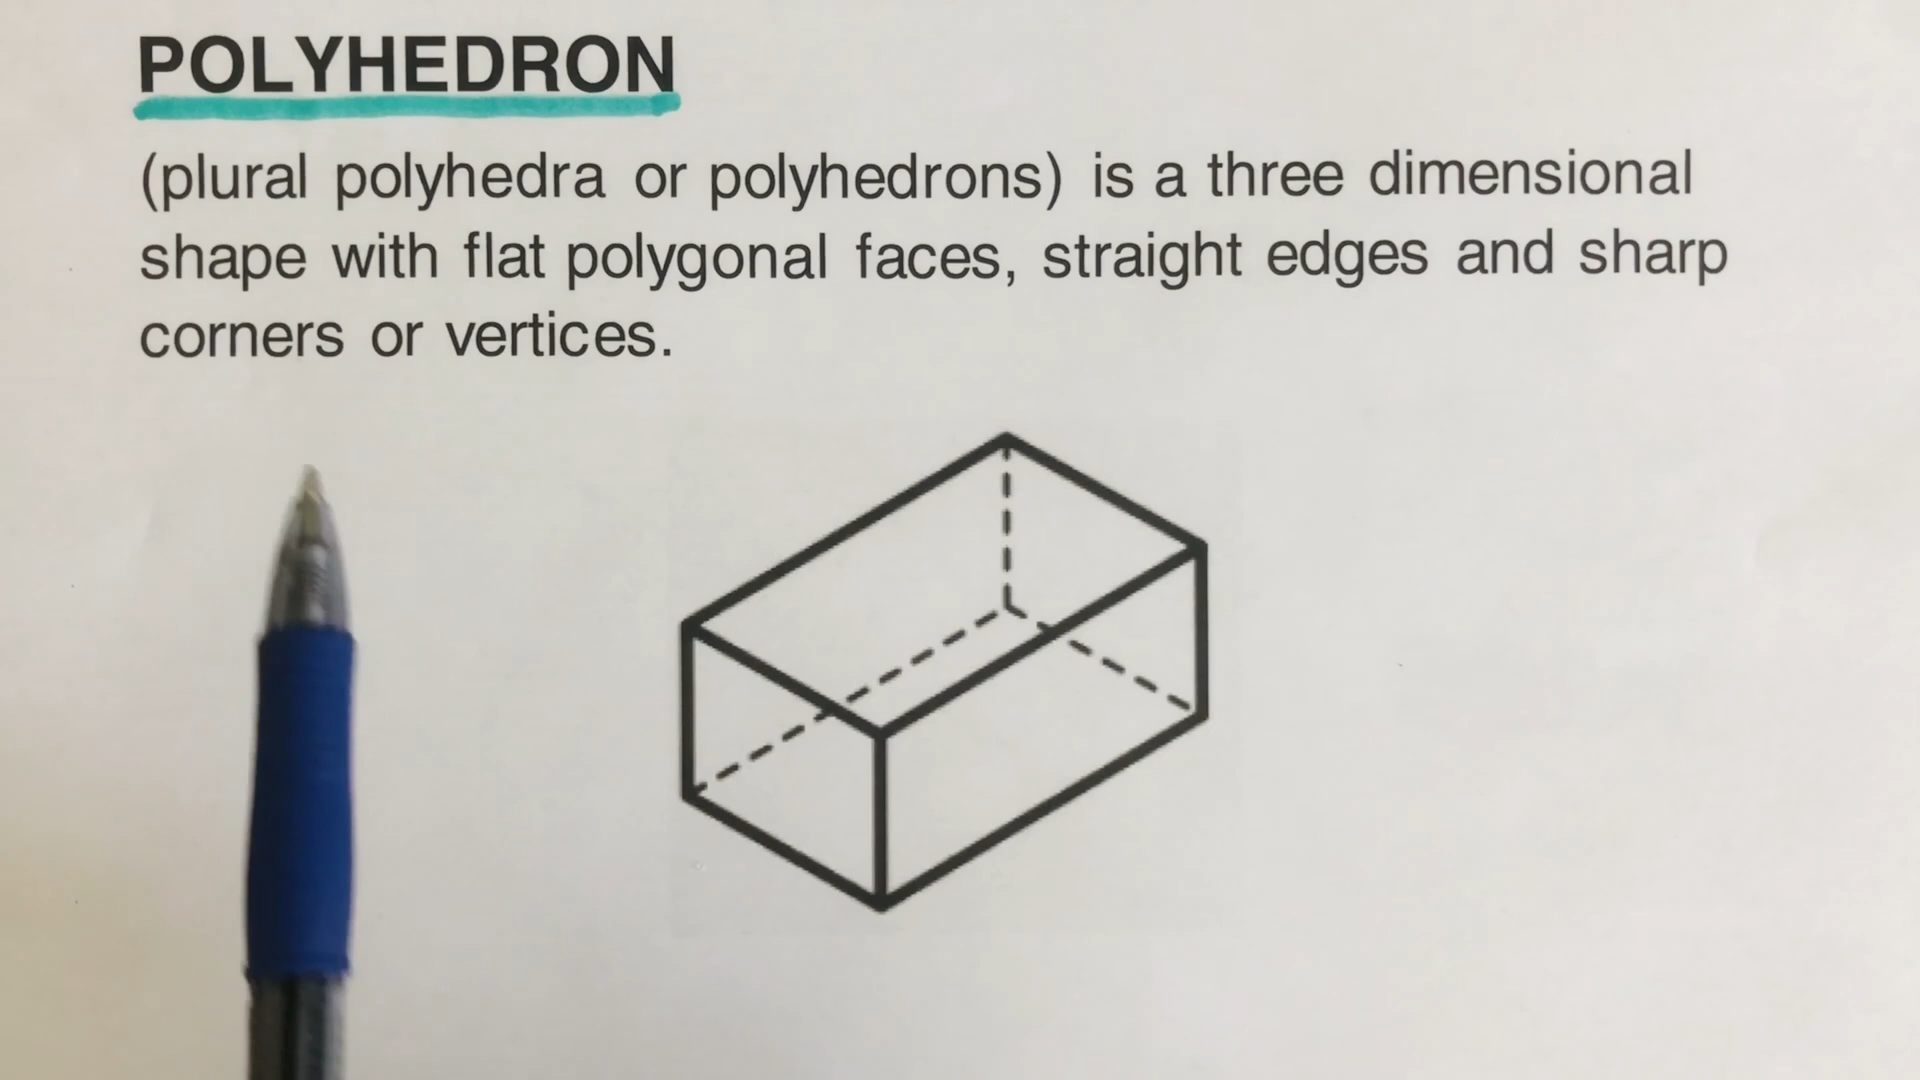 POLYHEDRON
(plural polyhedra or polyhedrons) is a three dimensional
shape with flat polygonal faces, straight edges and sharp
corners or vertices.